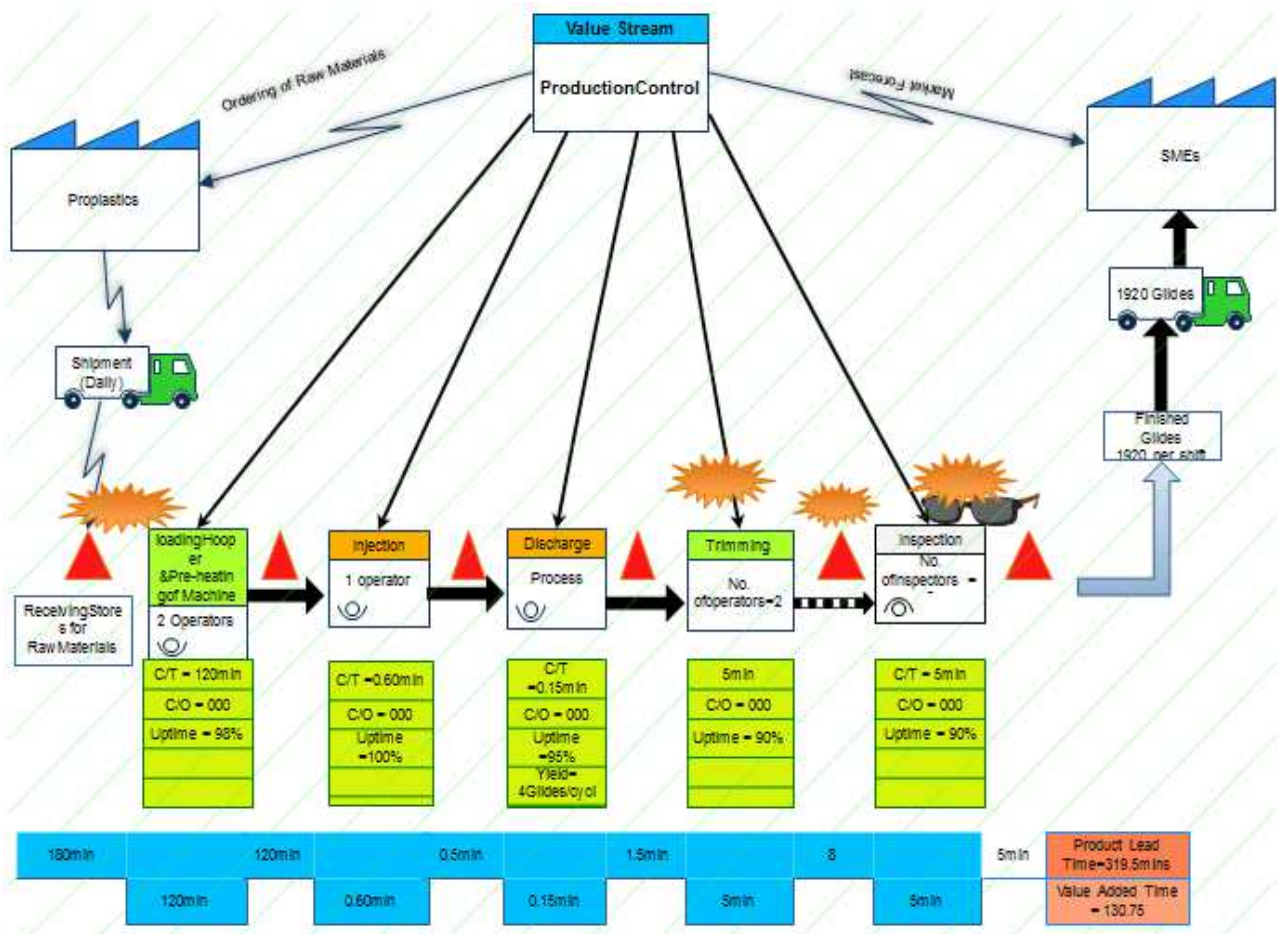 Value Stream
ProductionControl
Ordering of Raw Materials
Market Forecast
Proplastics
SMEs
1920 Glides
Shipment
(Daily)
Finished
Glides
1920 per shift
ReceivingStore
s for
RawMaterials
loadingHoop
er
&Pre-heatin
gof Machine
2 Operators
C/T = 120min
C/O = 000
Uptime = 98%
Injection
1 operator
C/T =0.60min
C/O = 000
Uptime
=100%
Discharge
Process
C/T
=0.15min
C/O = 000
Uptime
=95%
Yield=
4Glides/cycl
Trimming
No.
ofoperators=2
5min
C/O = 000
Uptime = 90%
Inspection
No.
ofInspectors =
C/T = 5min
C/O = 000
Uptime = 90%
180min
120min
0.5min
1.5min
8
5min
Product Lead
Time=319.5mins
120min
0.60min
0.15min
5min
5min
Value Added Time
= 130.75